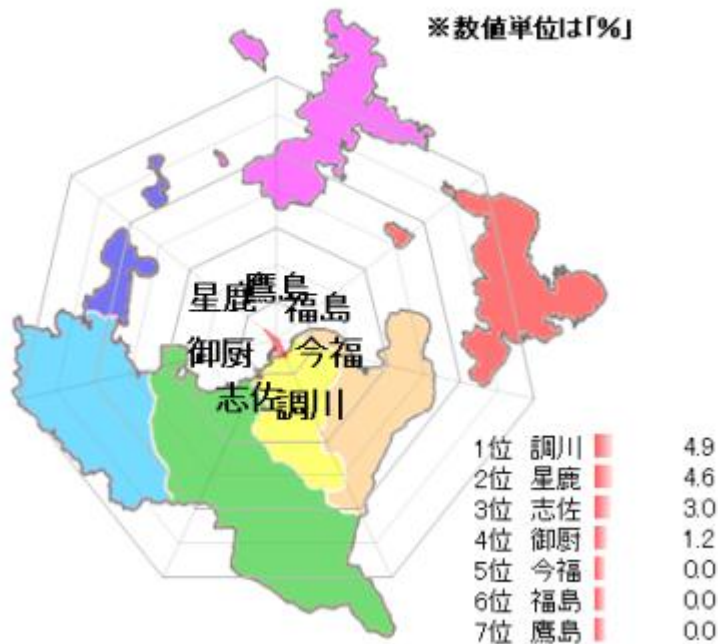 ※数値単位は「%」
鷹島
星鹿
福島
御厨
今福
志佐
調川
1位 調川 4.9
2位 星鹿 4.6
3位 志佐 3.0
4位 御厨 1.2
5位 今福 0.0
6位 福島 0.0
7位 鷹島 0.0